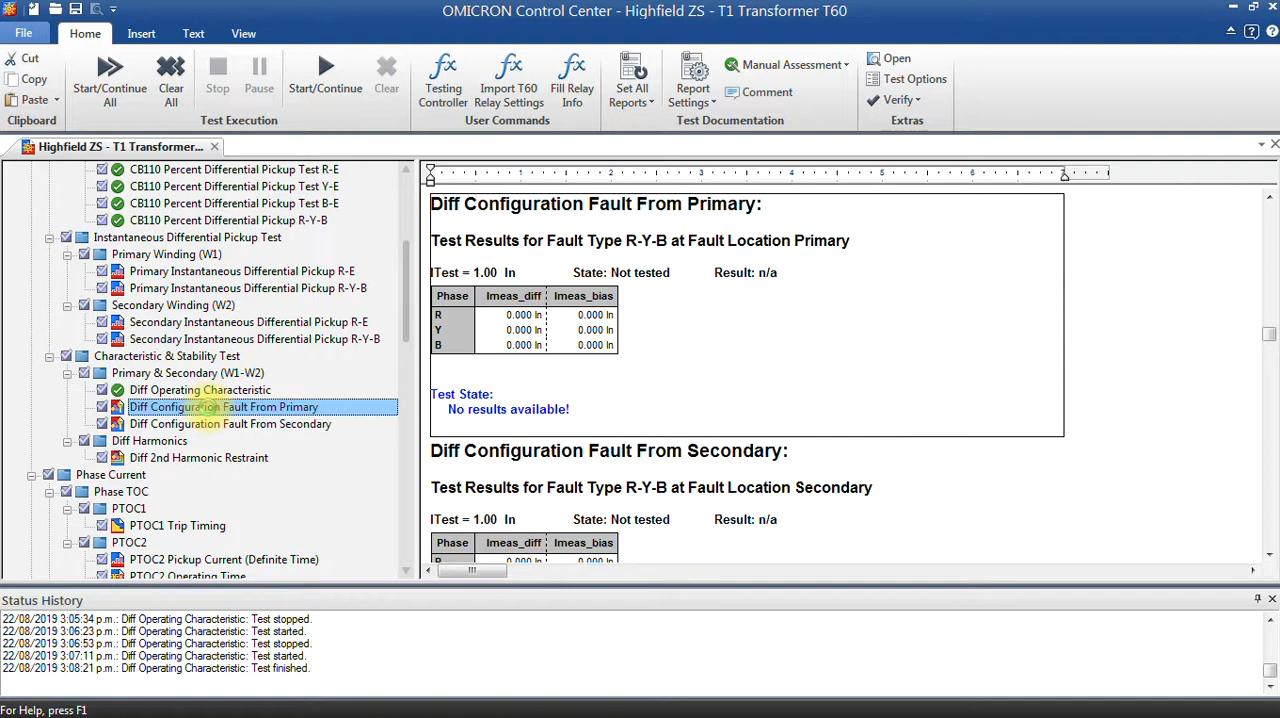 OMICRON Control Center - Highfield ZS - T1 Transformer T60
File Home Insert Text View
Cut
Copy
Paste
Clipboard
Start/Continue All
Clear All
Stop
Pause
Start/Continue
Clear
Test Execution
Testing Controller
Import T60 Relay Settings
Fill Relay Info
User Commands
Set All Reports
Report Settings
Manual Assessment
Comment
Test Documentation
Open
Test Options
Verify
Extras
Highfield ZS - T1 Transformer...
CB110 Percent Differential Pickup Test R-E
CB110 Percent Differential Pickup Test Y-E
CB110 Percent Differential Pickup Test B-E
CB110 Percent Differential Pickup R-Y-B
Instantaneous Differential Pickup Test
Primary Winding (W1)
Primary Instantaneous Differential Pickup R-E
Primary Instantaneous Differential Pickup R-Y-B
Secondary Winding (W2)
Secondary Instantaneous Differential Pickup R-E
Secondary Instantaneous Differential Pickup R-Y-B
Characteristic & Stability Test
Primary & Secondary (W1-W2)
Diff Operating Characteristic
Diff Configuration Fault From Primary
Diff Configuration Fault From Secondary
Diff Harmonics
Diff 2nd Harmonic Restraint
Phase Current
Phase TOC
PTOC1
PTOC1 Trip Timing
PTOC2
PTOC2 Pickup Current (Definite Time)
PTOC2 Operating Time
1 2 3 4 5 6
Diff Configuration Fault From Primary:
Test Results for Fault Type R-Y-B at Fault Location Primary
ITest = 1.00 In State: Not tested Result: n/a
Phase Imeas_diff Imeas_bias
R 0.000 In 0.000 In
Y 0.000 In 0.000 In
B 0.000 In 0.000 In
Test State:
No results available!
Diff Configuration Fault From Secondary:
Test Results for Fault Type R-Y-B at Fault Location Secondary
ITest = 1.00 In State: Not tested Result: n/a
Phase Imeas_diff Imeas_bias
R 0.000 In 0.000 In
Status History
22/08/2019 3:05:34 p.m.: Diff Operating Characteristic: Test stopped.
22/08/2019 3:06:23 p.m.: Diff Operating Characteristic: Test started.
22/08/2019 3:06:53 p.m.: Diff Operating Characteristic: Test stopped.
22/08/2019 3:07:11 p.m.: Diff Operating Characteristic: Test started.
22/08/2019 3:08:21 p.m.: Diff Operating Characteristic: Test finished.
For Help, press F1